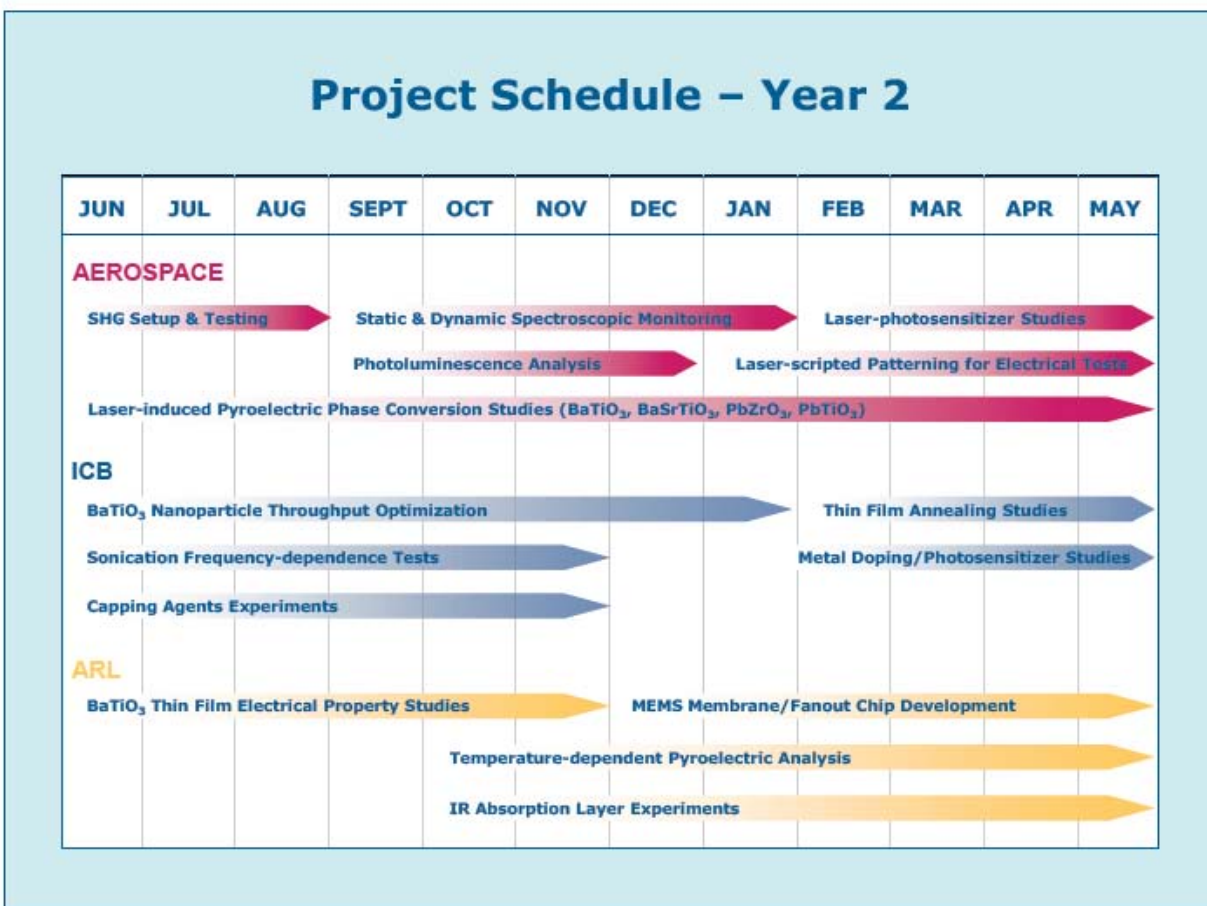 Project Schedule – Year 2
JUN JUL AUG SEPT OCT NOV DEC JAN FEB MAR APR MAY
AEROSPACE
SHG Setup & Testing Static & Dynamic Spectroscopic Monitoring Laser-photosensitizer Studies
Photoluminescence Analysis Laser-scripted Patterning for Electrical Tests
Laser-induced Pyroelectric Phase Conversion Studies (BaTiO₃, BaSrTiO₃, PbZrO₃, PbTiO₃)
ICB
BaTiO₃ Nanoparticle Throughput Optimization Thin Film Annealing Studies
Sonication Frequency-dependence Tests Metal Doping/Photosensitizer Studies
Capping Agents Experiments
ARL
BaTiO₃ Thin Film Electrical Property Studies MEMS Membrane/Fanout Chip Development
Temperature-dependent Pyroelectric Analysis
IR Absorption Layer Experiments